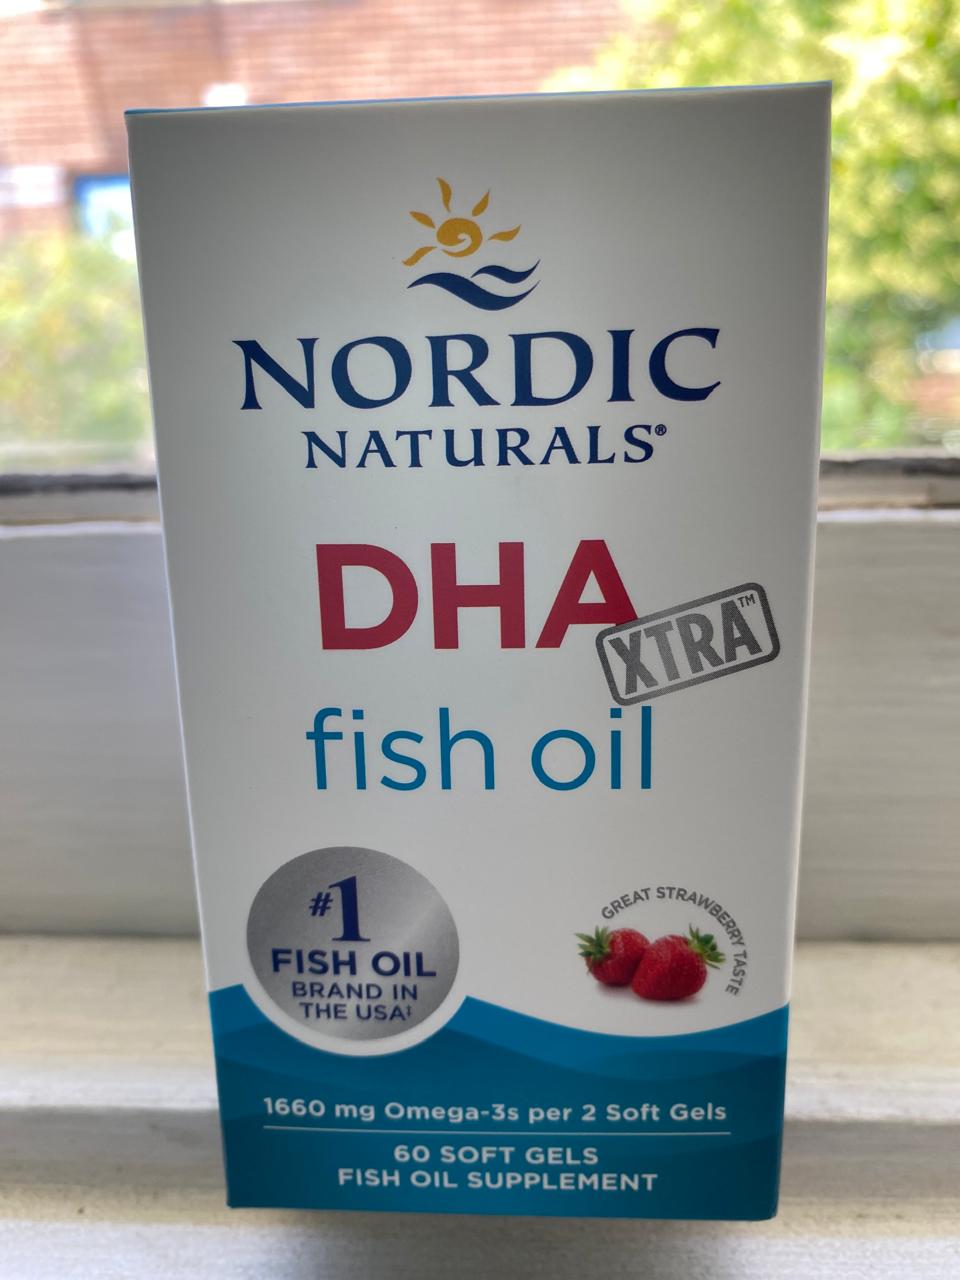 NORDIC
NATURALS®
DHA
XTRA™
fish oil
#1
FISH OIL
BRAND IN
THE USA‡
GREAT STRAWBERRY TASTE
1660 mg Omega-3s per 2 Soft Gels
60 SOFT GELS
FISH OIL SUPPLEMENT